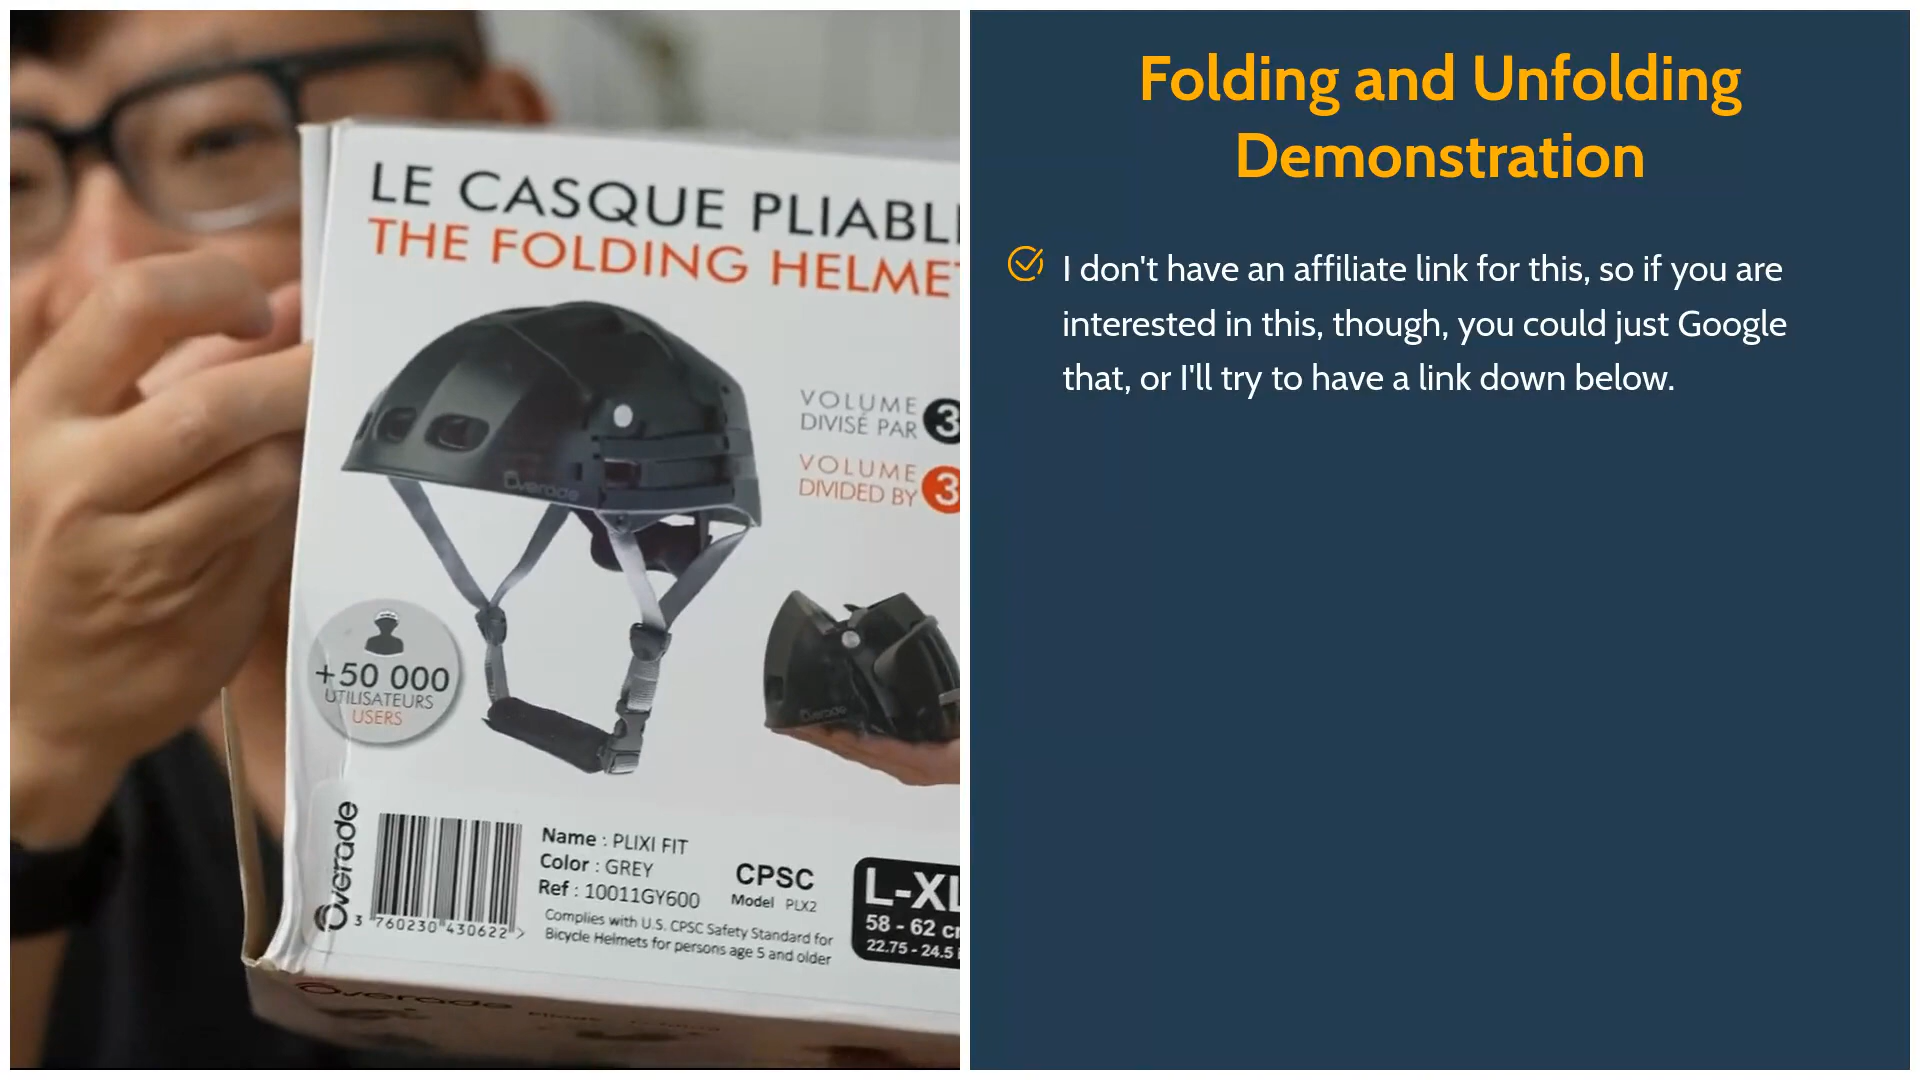 LE CASQUE PLIABL
THE FOLDING HELME
VOLUME
DIVISÉ PAR 3
VOLUME
DIVIDED BY 3
Overade
+50 000
UTILISATEURS
USERS
Overade
Overade
3 760230 430622 >
Name : PLIXI FIT
Color : GREY
Ref : 10011GY600
CPSC
Model PLX2
Complies with U.S. CPSC Safety Standard for
Bicycle Helmets for persons age 5 and older
L-XL
58 - 62 c
22.75 - 24.5
Overade
Folding and Unfolding
Demonstration
I don't have an affiliate link for this, so if you are
interested in this, though, you could just Google
that, or I'll try to have a link down below.